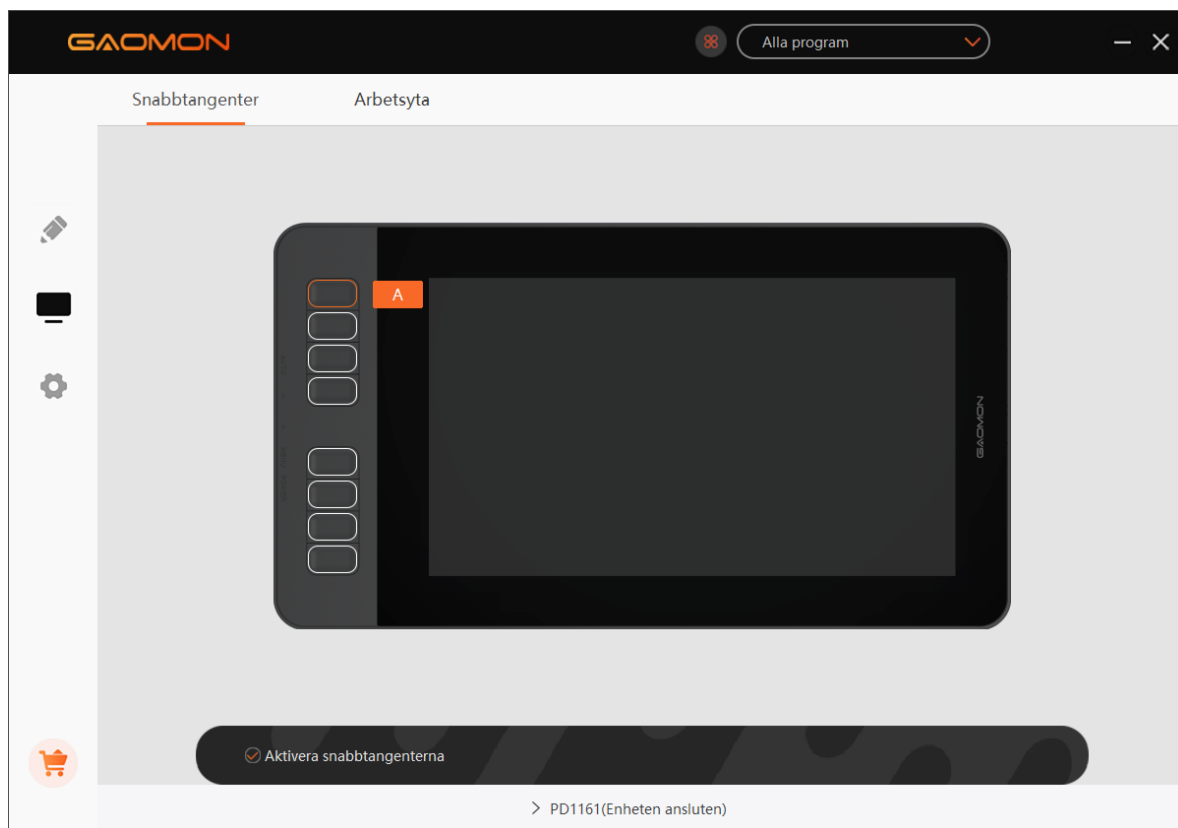 GAOMON
Alla program
Snabbtangenter
Arbetsyta
A
GAOMON
Aktivera snabbtangenterna
PD1161(Enheten ansluten)